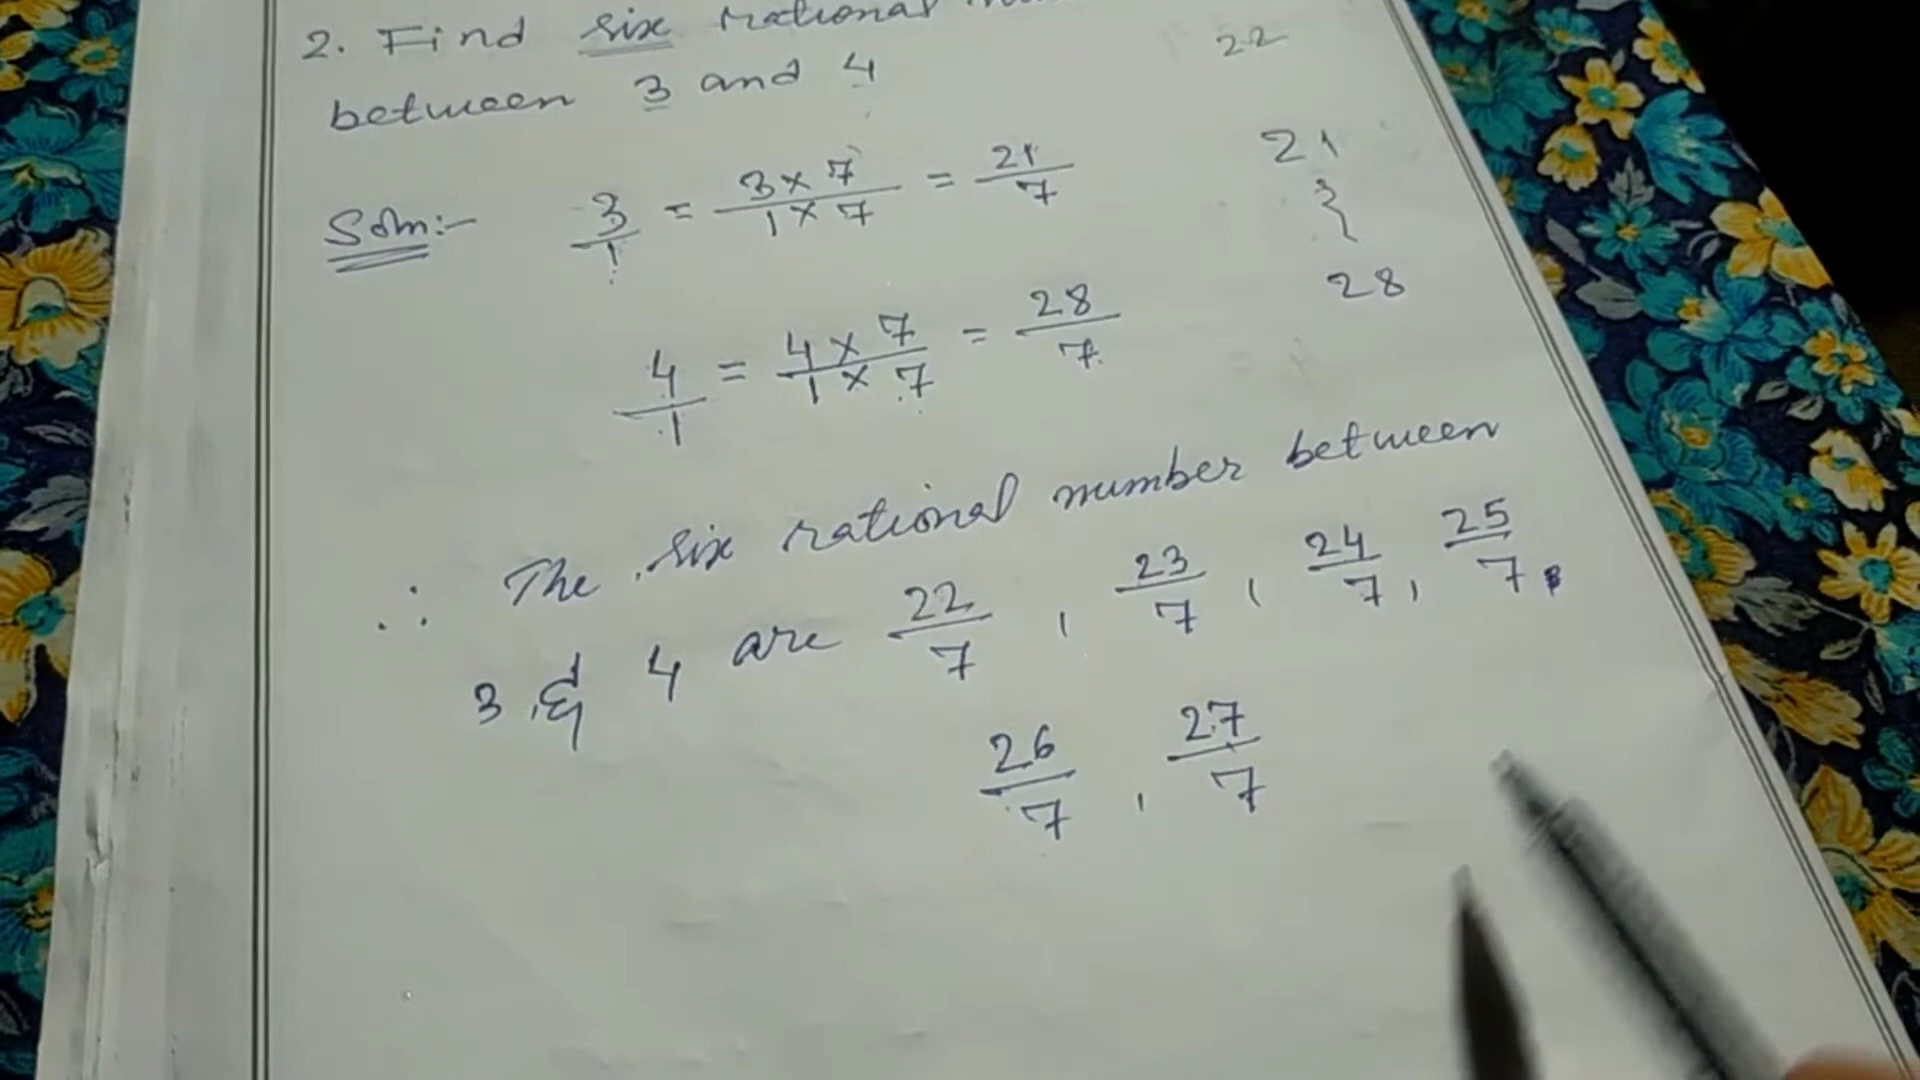 2. Find six rational
between 3 and 4
22
Soln:- 3/1 = 3 × 7 / 1 × 7 = 21/7
21
28
4/1 = 4 × 7 / 1 × 7 = 28/7
∴ The six rational number between
3 & 4 are 22/7, 23/7, 24/7, 25/7,
26/7, 27/7